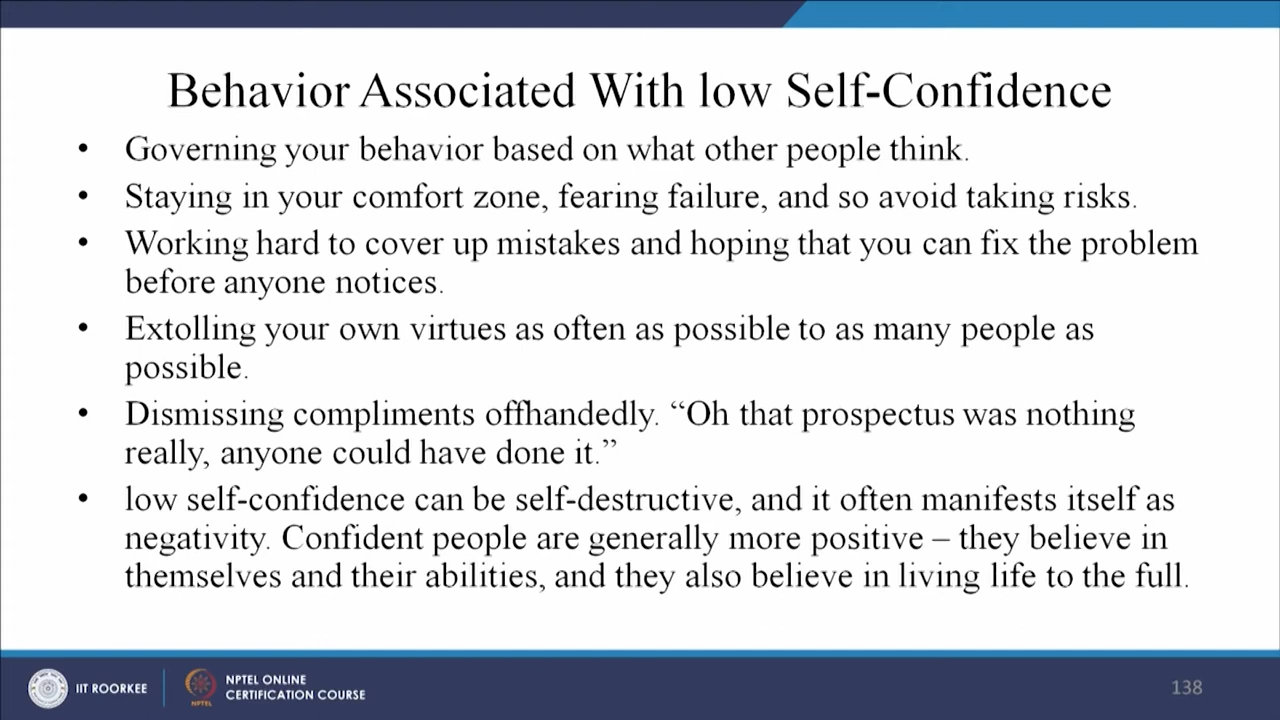 Behavior Associated With low Self-Confidence
• Governing your behavior based on what other people think.
• Staying in your comfort zone, fearing failure, and so avoid taking risks.
• Working hard to cover up mistakes and hoping that you can fix the problem
before anyone notices.
• Extolling your own virtues as often as possible to as many people as
possible.
• Dismissing compliments offhandedly. “Oh that prospectus was nothing
really, anyone could have done it.”
• low self-confidence can be self-destructive, and it often manifests itself as
negativity. Confident people are generally more positive – they believe in
themselves and their abilities, and they also believe in living life to the full.
IIT ROORKEE
NPTEL
NPTEL ONLINE
CERTIFICATION COURSE
138